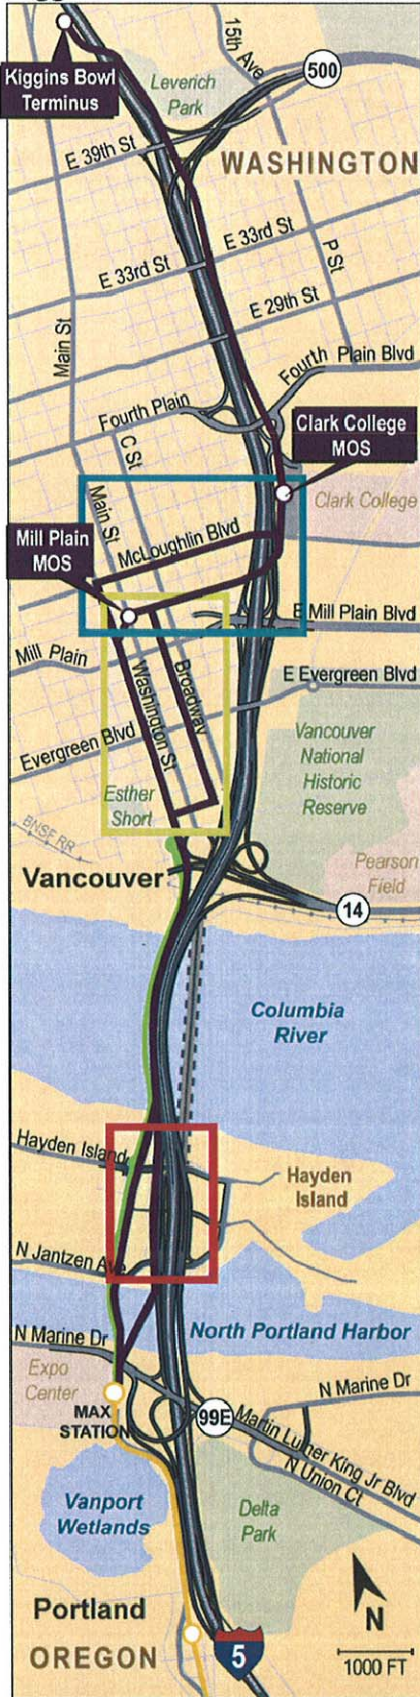 15th Ave
Kiggins Bowl
Terminus
Leverich
Park
500
E 39th St
WASHINGTON
E 33rd St
E 33rd St
P St
E 29th St
Main St
Fourth Plain Blvd
Fourth Plain
C St
Clark College
MOS
Main St
Clark College
Mill Plain
MOS
McLoughlin Blvd
E Mill Plain Blvd
Mill Plain
Washington St
Broadway
E Evergreen Blvd
Evergreen Blvd
Vancouver
National
Historic
Reserve
Esther
Short
BNSF RR
Vancouver
Pearson
Field
14
Columbia
River
Hayden Island
Hayden
Island
N Jantzen Ave
North Portland Harbor
N Marine Dr
Expo
Center
N Marine Dr
MAX
STATION
99E
Martin Luther King Jr Blvd
N Union Ct
Vanport
Wetlands
Delta
Park
Portland
OREGON
5
N
1000 FT